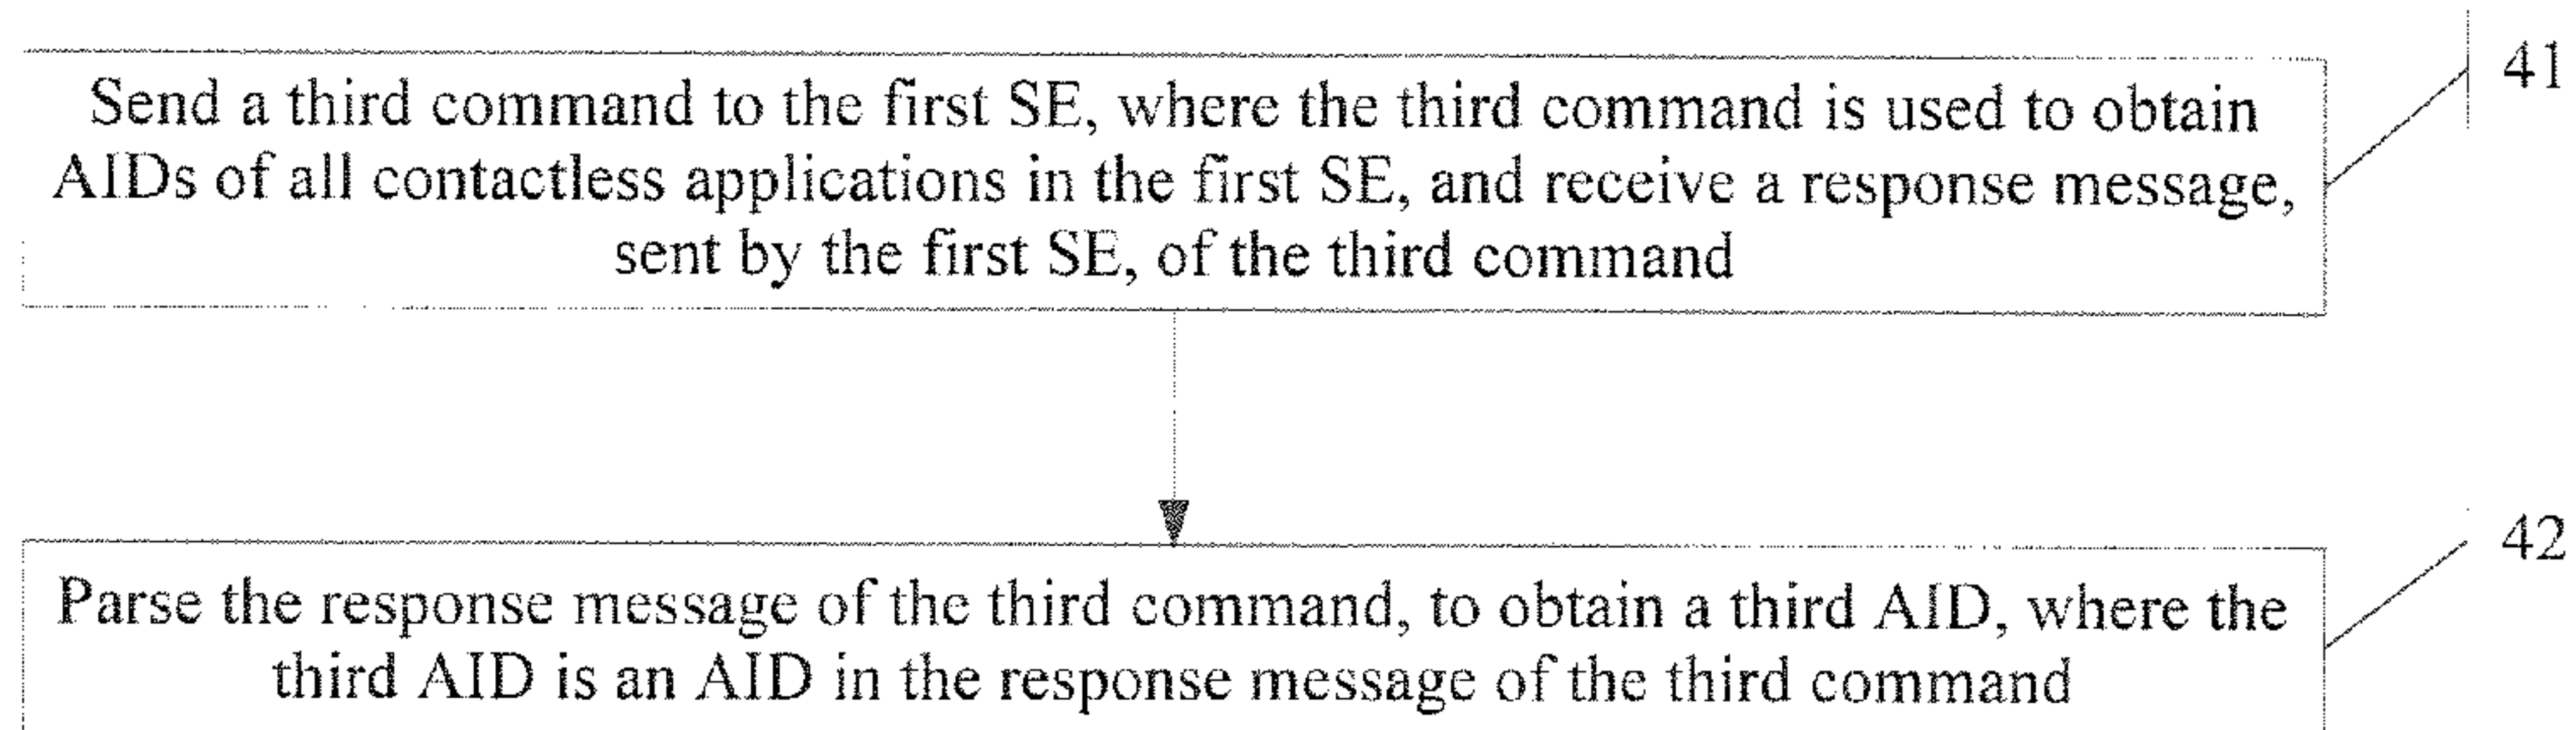 41
Send a third command to the first SE, where the third command is used to obtain
AIDs of all contactless applications in the first SE, and receive a response message,
sent by the first SE, of the third command
42
Parse the response message of the third command, to obtain a third AID, where the
third AID is an AID in the response message of the third command